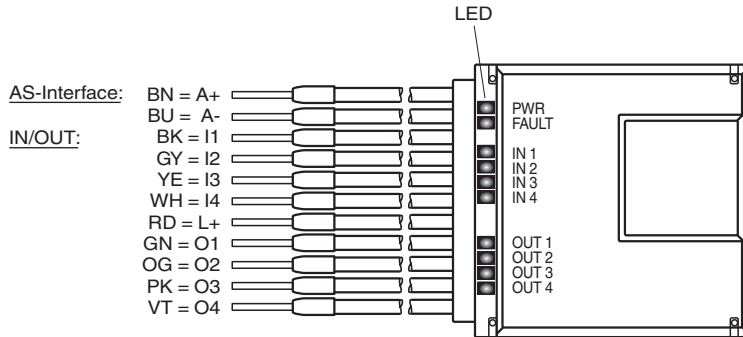 LED
AS-Interface:
BN = A+
BU = A-
IN/OUT:
BK = I1
GY = I2
YE = I3
WH = I4
RD = L+
GN = O1
OG = O2
PK = O3
VT = O4
PWR
FAULT
IN 1
IN 2
IN 3
IN 4
OUT 1
OUT 2
OUT 3
OUT 4